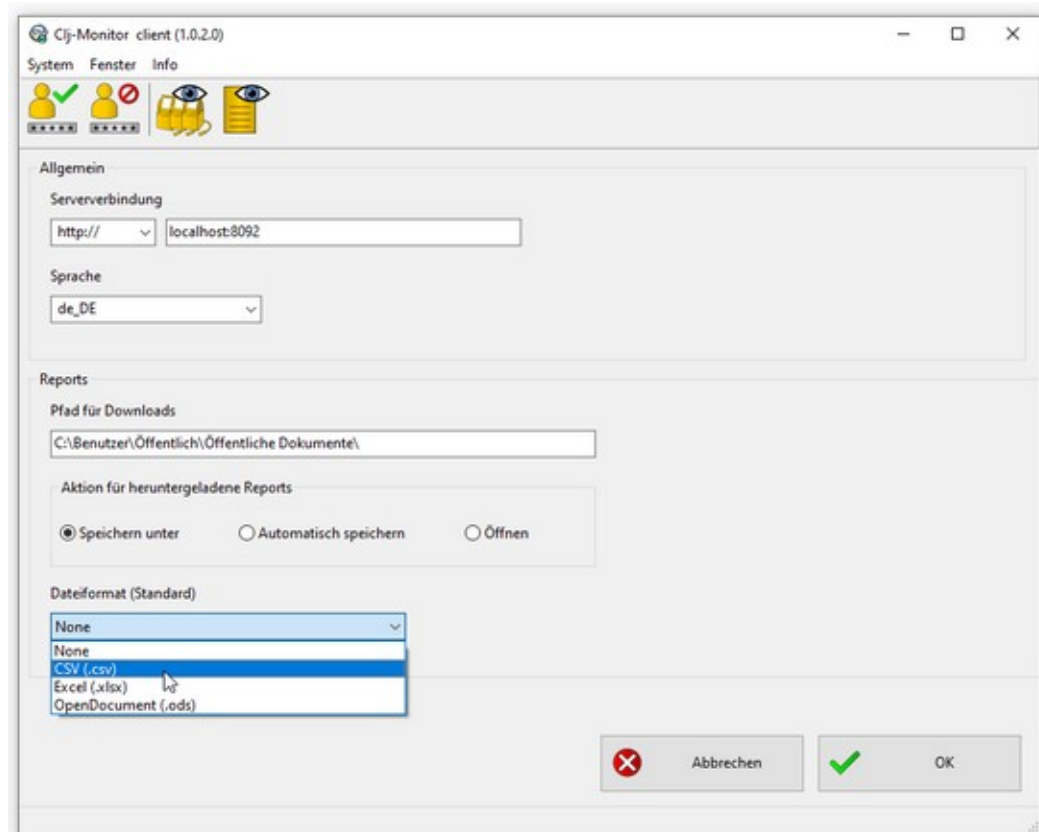 Clj-Monitor client (1.0.2.0)
System Fenster Info
Allgemein
Serververbindung
http:// localhost:8092
Sprache
de_DE
Reports
Pfad für Downloads
C:\Benutzer\Öffentlich\Öffentliche Dokumente\
Aktion für heruntergeladene Reports
Speichern unter Automatisch speichern Öffnen
Dateiformat (Standard)
None
None
CSV (.csv)
Excel (.xlsx)
OpenDocument (.ods)
Abbrechen OK